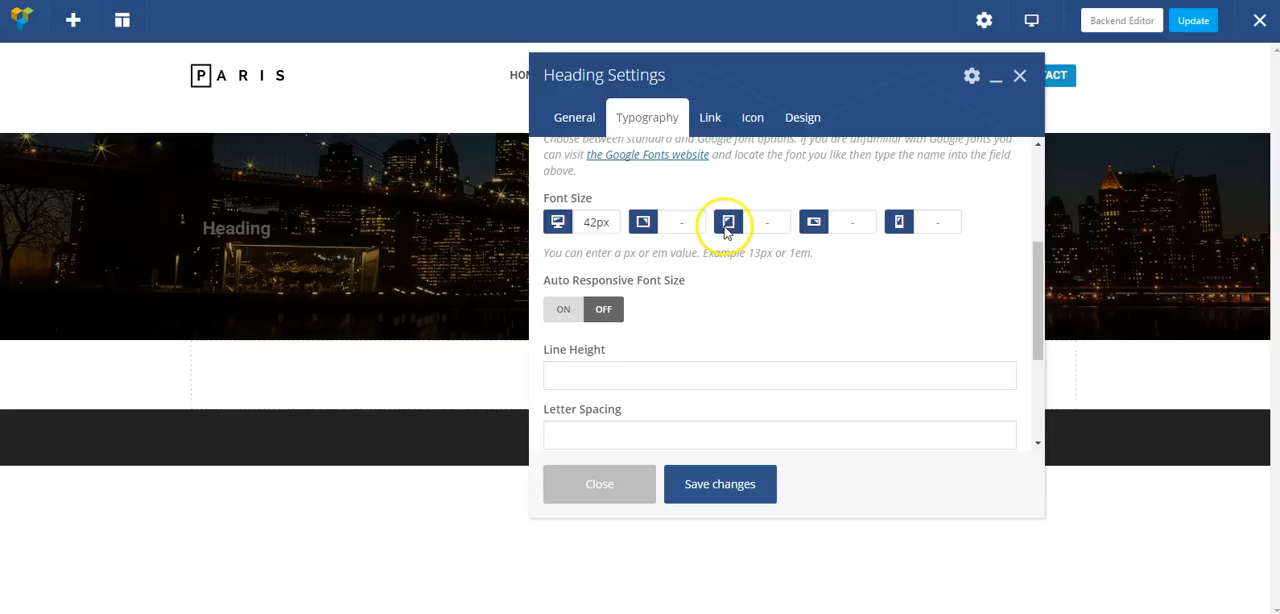 Backend Editor
Update
PARIS
HO
TACT
Heading
Heading Settings
General
Typography
Link
Icon
Design
Choose between standard and Google font options. If you are unfamiliar with Google fonts you
can visit the Google Fonts website and locate the font you like then type the name into the field
above.
Font Size
42px
-
-
-
-
You can enter a px or em value. Example 13px or 1em.
Auto Responsive Font Size
ON
OFF
Line Height
Letter Spacing
Close
Save changes